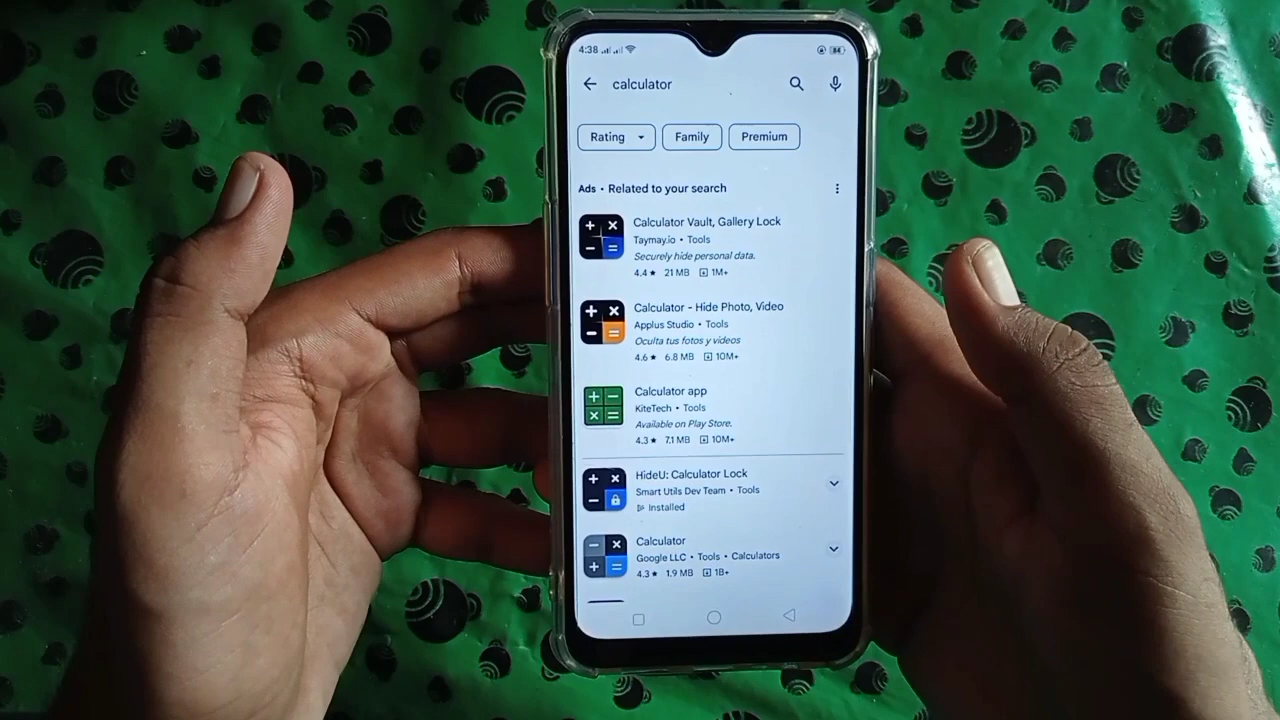 4:38
84
calculator
Rating
Family
Premium
Ads • Related to your search
Calculator Vault, Gallery Lock
Taymay.io • Tools
Securely hide personal data.
4.4★ 21 MB 1M+
Calculator - Hide Photo, Video
Applus Studio • Tools
Oculta tus fotos y videos
4.6★ 6.8 MB 10M+
Calculator app
KiteTech • Tools
Available on Play Store.
4.3★ 7.1 MB 10M+
HideU: Calculator Lock
Smart Utils Dev Team • Tools
Installed
Calculator
Google LLC • Tools • Calculators
4.3★ 1.9 MB 1B+